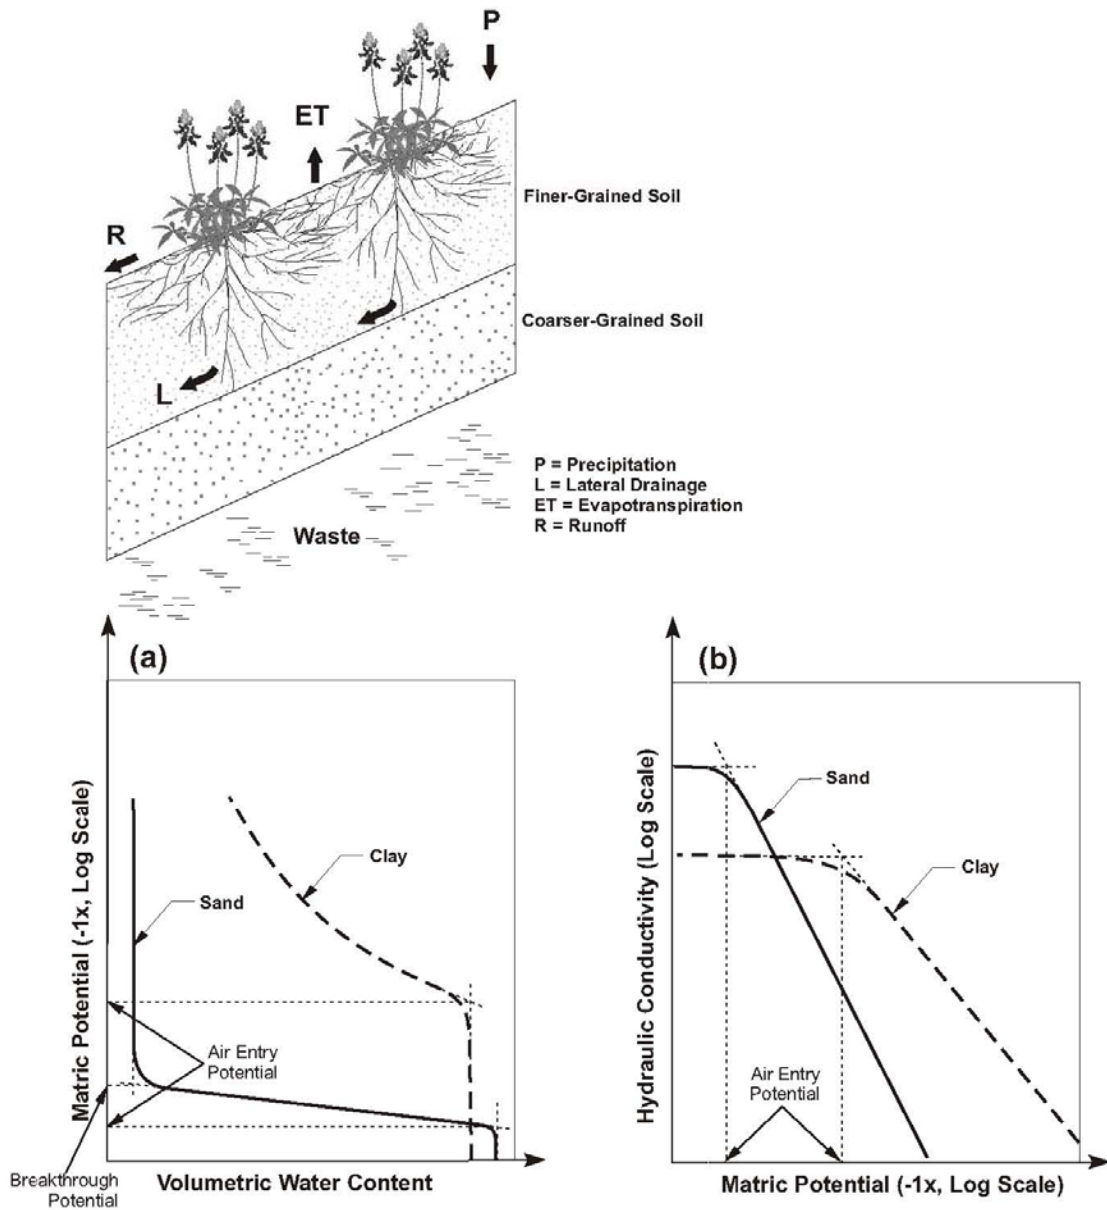 P
ET
Finer-Grained Soil
R
Coarser-Grained Soil
L
P = Precipitation
L = Lateral Drainage
ET = Evapotranspiration
R = Runoff
Waste
(a)
Matric Potential (-1x, Log Scale)
Clay
Sand
Air Entry
Potential
Breakthrough
Potential
Volumetric Water Content
(b)
Hydraulic Conductivity (Log Scale)
Sand
Clay
Air Entry
Potential
Matric Potential (-1x, Log Scale)